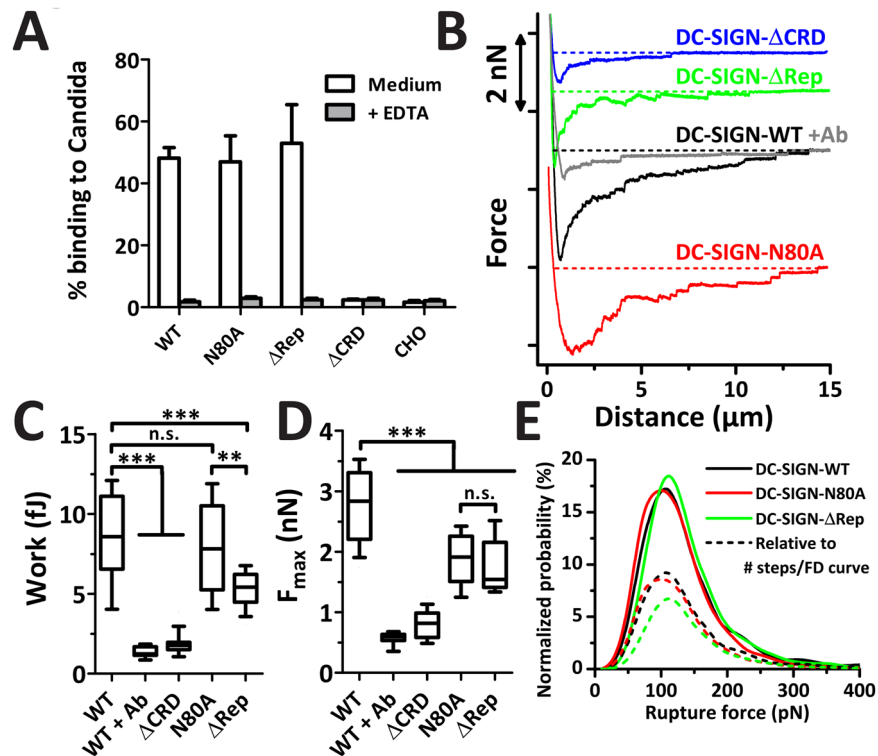 A
% binding to Candida
80
60
40
20
0
Medium
+ EDTA
WT
N80A
ΔRep
ΔCRD
CHO
B
Force
2 nN
DC-SIGN-ΔCRD
DC-SIGN-ΔRep
DC-SIGN-WT +Ab
DC-SIGN-N80A
0
5
10
15
Distance (μm)
C
Work (fJ)
15
10
5
0
***
n.s.
***
**
WT
WT + Ab
ΔCRD
N80A
ΔRep
D
Fmax (nN)
4
3
2
1
0
***
n.s.
WT
WT + Ab
ΔCRD
N80A
ΔRep
E
Normalized probability (%)
20
15
10
5
0
DC-SIGN-WT
DC-SIGN-N80A
DC-SIGN-ΔRep
Relative to
# steps/FD curve
0
100
200
300
400
Rupture force (pN)